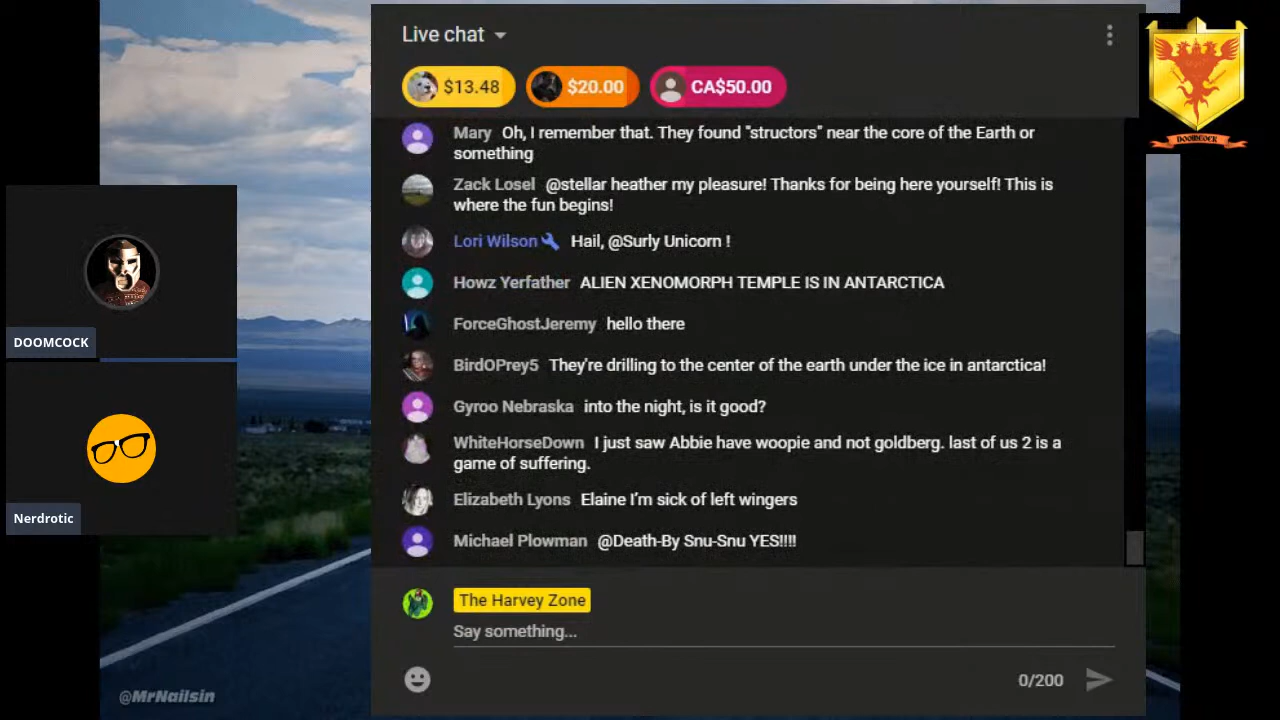 Live chat
$13.48
$20.00
CA$50.00
DOOMCOCK
Mary Oh, I remember that. They found "structors" near the core of the Earth or
something
Zack Losel @stellar heather my pleasure! Thanks for being here yourself! This is
where the fun begins!
Lori Wilson Hail, @Surly Unicorn !
Howz Yerfather ALIEN XENOMORPH TEMPLE IS IN ANTARCTICA
ForceGhostJeremy hello there
DOOMCOCK
BirdOPrey5 They're drilling to the center of the earth under the ice in antarctica!
Gyroo Nebraska into the night, is it good?
WhiteHorseDown I just saw Abbie have woopie and not goldberg. last of us 2 is a
game of suffering.
Elizabeth Lyons Elaine I'm sick of left wingers
Nerdrotic
Michael Plowman @Death-By Snu-Snu YES!!!!
The Harvey Zone
Say something...
0/200
@MrNailsin